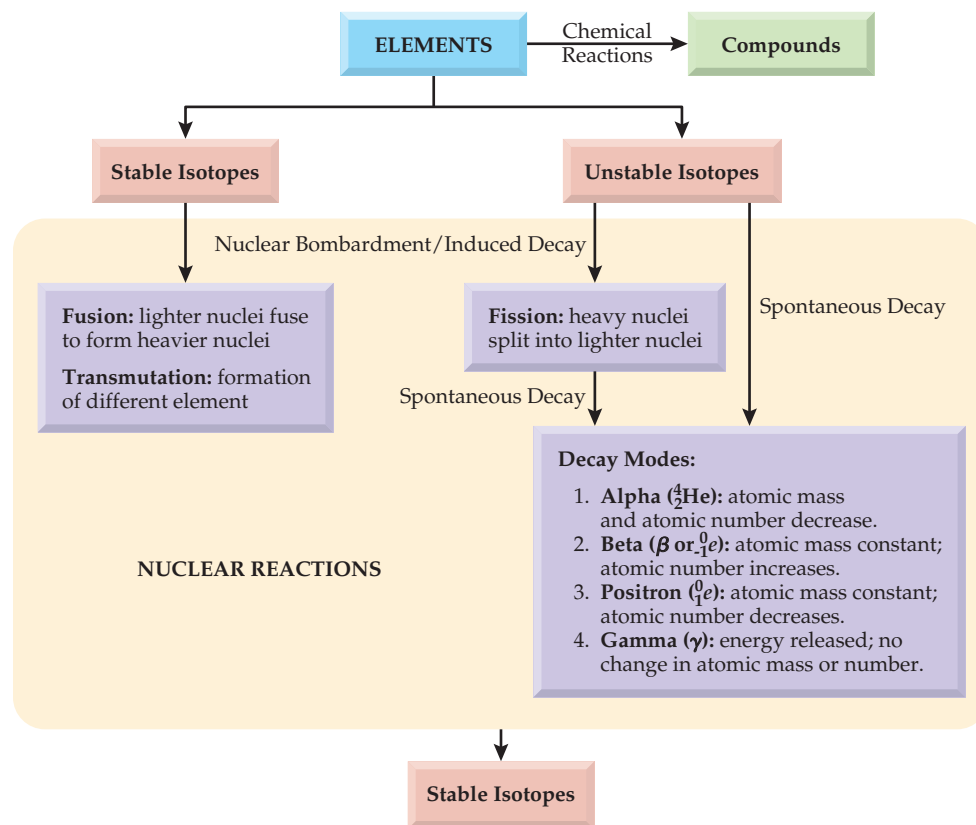 ELEMENTS
Chemical
Reactions
Compounds
Stable Isotopes
Unstable Isotopes
Nuclear Bombardment/Induced Decay
Fusion: lighter nuclei fuse
to form heavier nuclei
Transmutation: formation
of different element
Fission: heavy nuclei
split into lighter nuclei
Spontaneous Decay
Spontaneous Decay
Decay Modes:
1. Alpha (⁴₂He): atomic mass
and atomic number decrease.
2. Beta (β or ⁰₋₁e): atomic mass constant;
atomic number increases.
3. Positron (⁰₁e): atomic mass constant;
atomic number decreases.
4. Gamma (γ): energy released; no
change in atomic mass or number.
NUCLEAR REACTIONS
Stable Isotopes